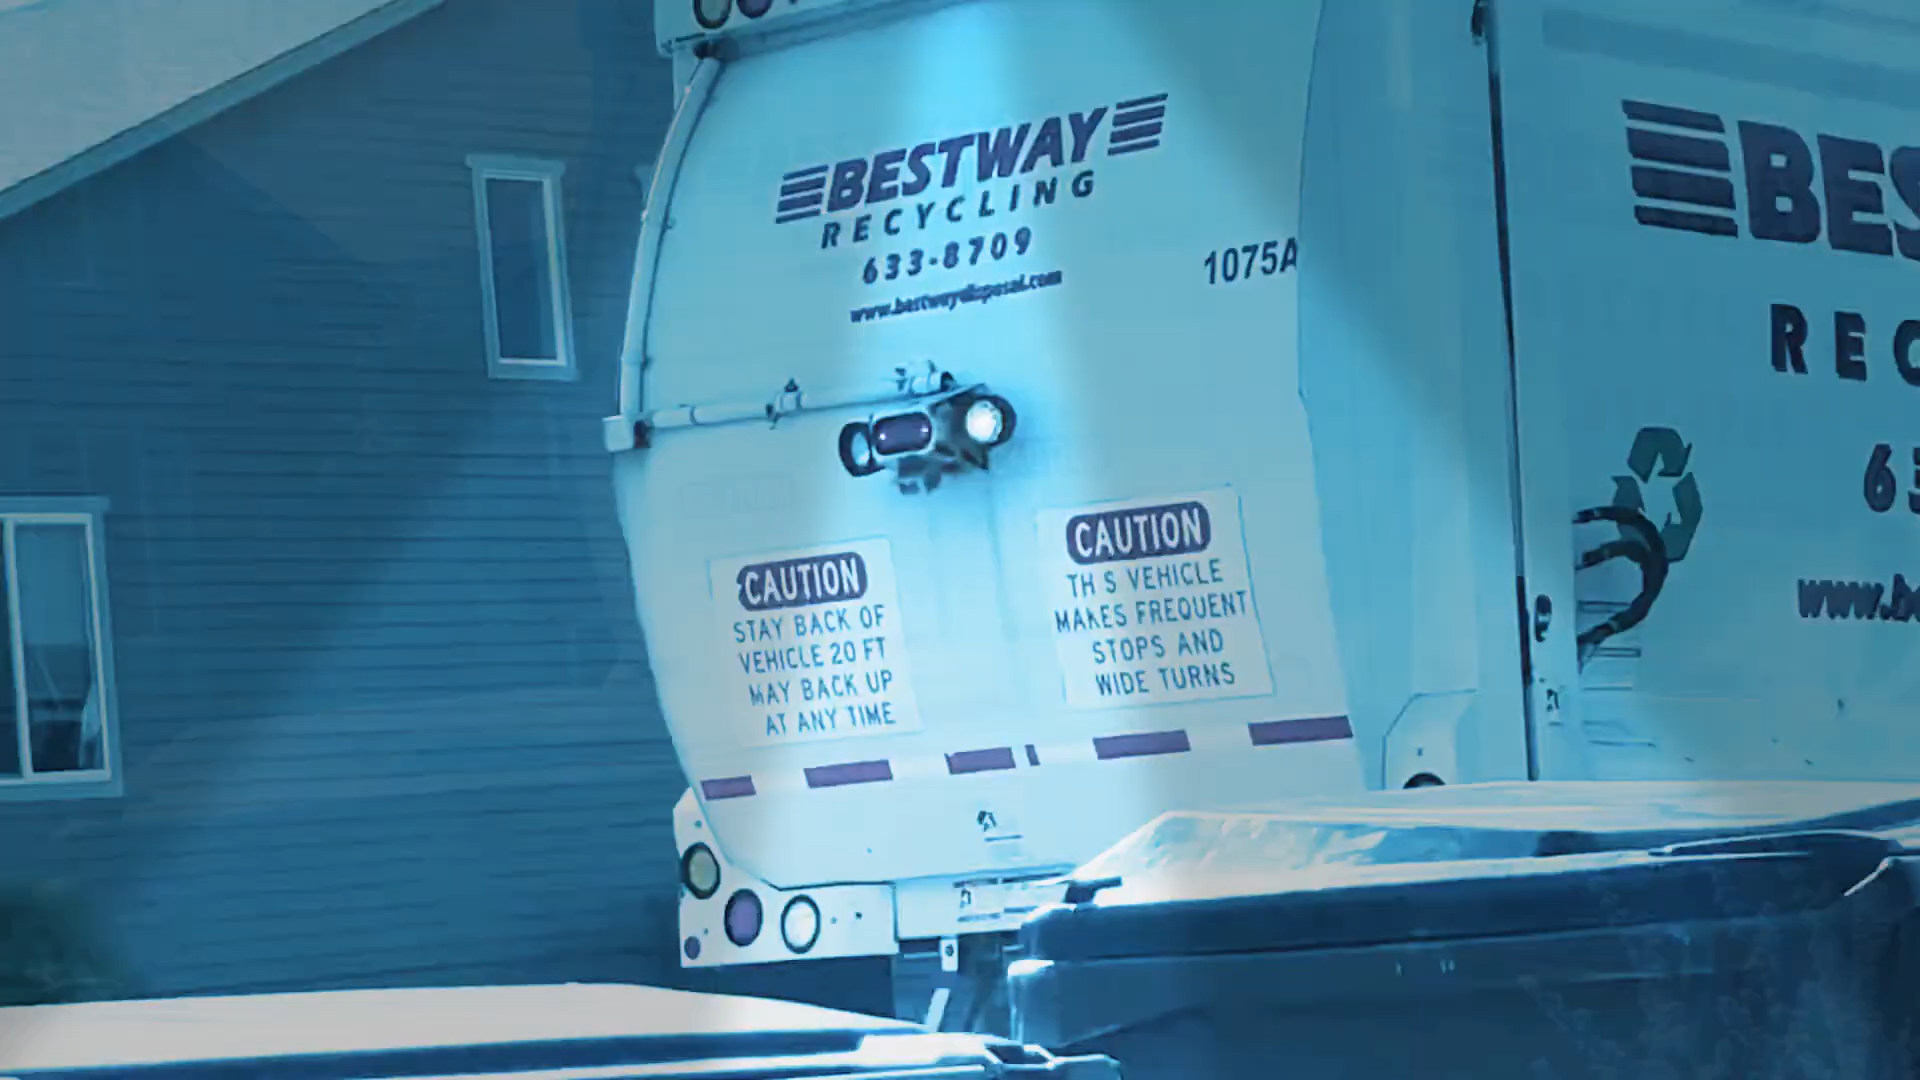 BESTWAY
RECYCLING
633-8709
www.bestwaydisposal.com
1075A
CAUTION
STAY BACK OF
VEHICLE 20 FT
MAY BACK UP
AT ANY TIME
CAUTION
TH S VEHICLE
MAKES FREQUENT
STOPS AND
WIDE TURNS
BES
REC
63
www.be